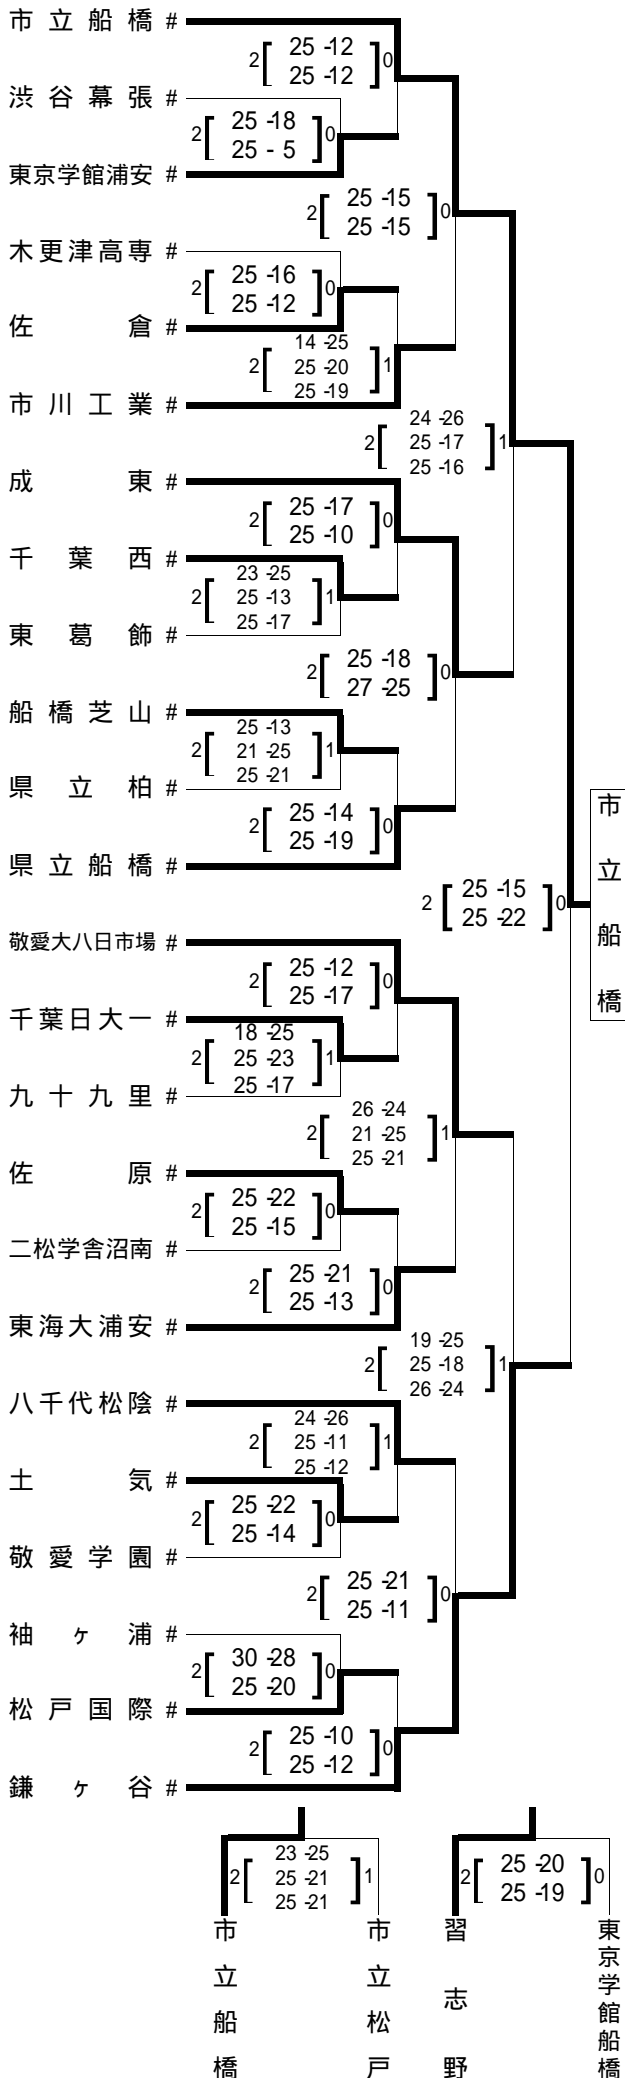 市立船橋 #
2 [ 25 -12 ] 0
25 -12
渋谷幕張 #
2 [ 25 -18 ] 0
25 - 5
東京学館浦安 #
2 [ 25 -15 ] 0
25 -15
木更津高専 #
2 [ 25 -16 ] 0
25 -12
佐倉 #
14 -25
2 [ 25 -20 ] 1
25 -19
市川工業 #
24 -26
2 [ 25 -17 ] 1
25 -16
成東 #
2 [ 25 -17 ] 0
25 -10
千葉西 #
23 -25
2 [ 25 -13 ] 1
25 -17
東葛飾 #
2 [ 25 -18 ] 0
27 -25
船橋芝山 #
25 -13
2 [ 21 -25 ] 1
25 -21
県立柏 #
2 [ 25 -14 ] 0
25 -19
県立船橋 #
市立船橋
2 [ 25 -15 ] 0
25 -22
敬愛大八日市場 #
2 [ 25 -12 ] 0
25 -17
千葉日大一 #
18 -25
2 [ 25 -23 ] 1
25 -17
九十九里 #
26 -24
2 [ 21 -25 ] 1
25 -21
佐原 #
2 [ 25 -22 ] 0
25 -15
二松学舎沼南 #
2 [ 25 -21 ] 0
25 -13
東海大浦安 #
19 -25
2 [ 25 -18 ] 1
26 -24
八千代松陰 #
24 -26
2 [ 25 -11 ] 1
25 -12
土気 #
2 [ 25 -22 ] 0
25 -14
敬愛学園 #
2 [ 25 -21 ] 0
25 -11
袖ヶ浦 #
2 [ 30 -28 ] 0
25 -20
松戸国際 #
2 [ 25 -10 ] 0
25 -12
鎌ヶ谷 #
23 -25
2 [ 25 -21 ] 1
25 -21
2 [ 25 -20 ] 0
25 -19
市立船橋
市立松戸
習志野
東京学館船橋